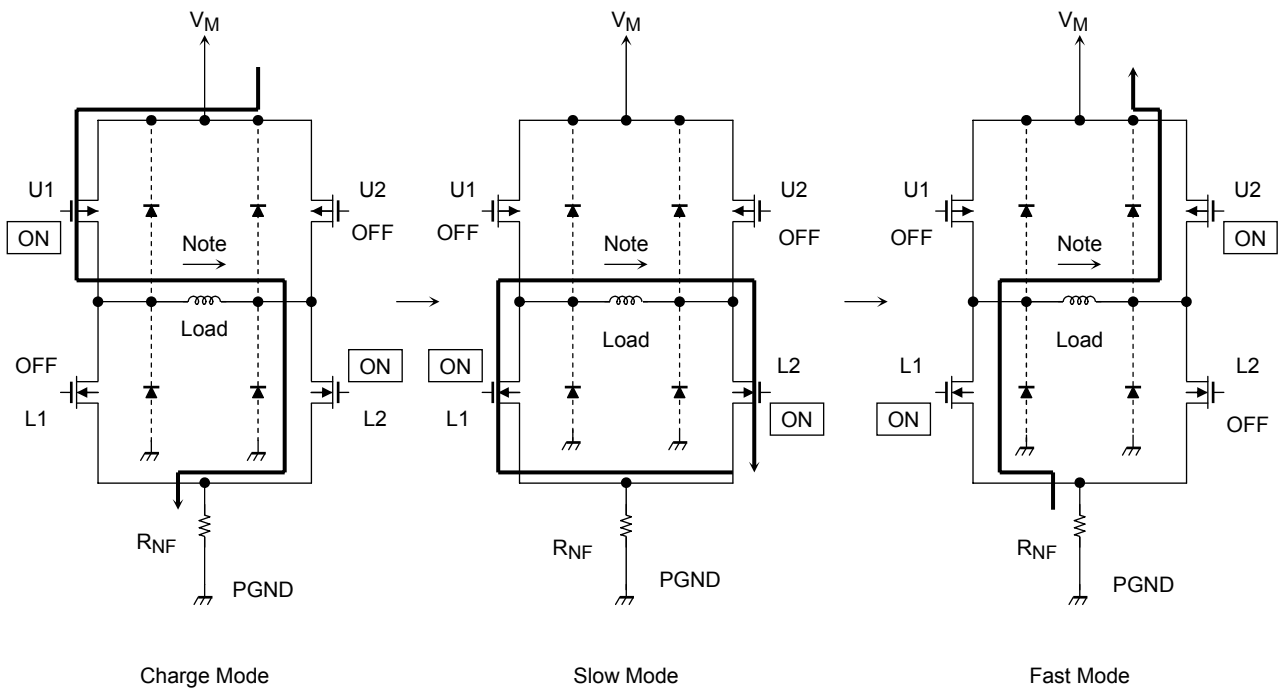 VM
U1
ON
U2
OFF
Note
Load
OFF
L1
ON
L2
RNF
PGND
Charge Mode
VM
U1
OFF
U2
OFF
Note
Load
ON
L1
L2
ON
RNF
PGND
Slow Mode
VM
U1
OFF
U2
ON
Note
Load
L1
ON
L2
OFF
RNF
PGND
Fast Mode